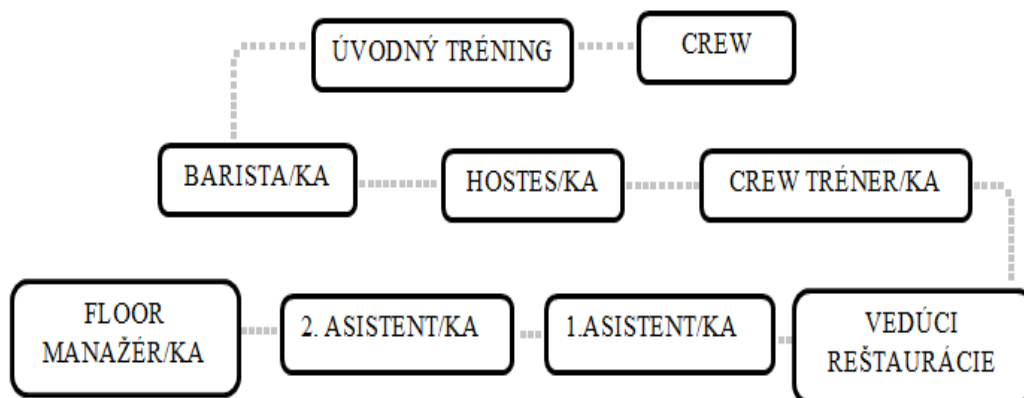 ÚVODNÝ TRÉNING
CREW
BARISTA/KA
HOSTES/KA
CREW TRÉNER/KA
FLOOR
MANAŽÉR/KA
2. ASISTENT/KA
1.ASISTENT/KA
VEDÚCI
REŠTAURÁCIE